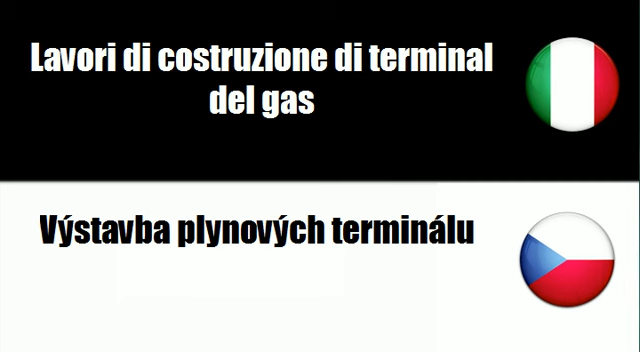 Lavori di costruzione di terminal
del gas
Výstavba plynových terminálu